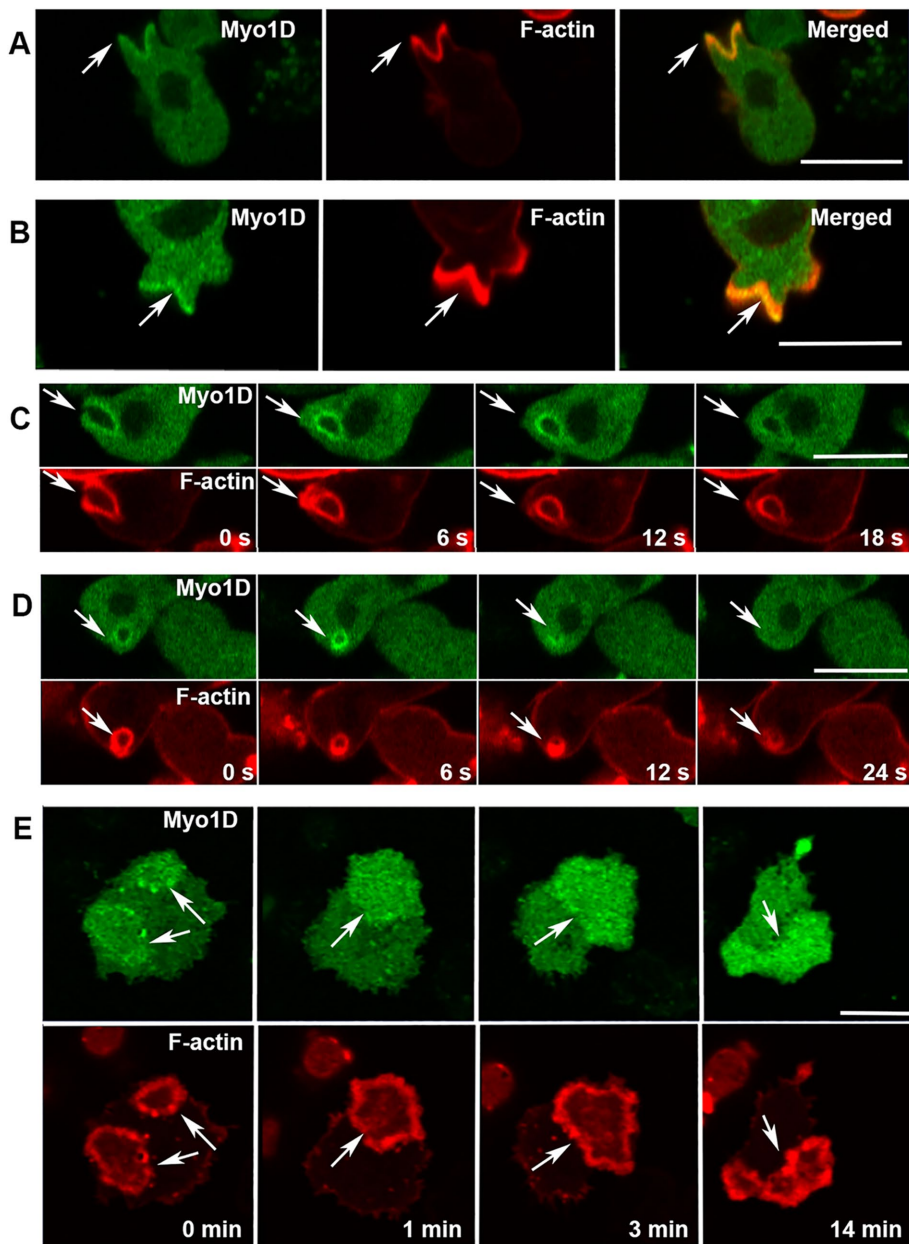 A Myo1D F-actin Merged
B Myo1D F-actin Merged
C Myo1D
F-actin
0 s 6 s 12 s 18 s
D Myo1D
F-actin
0 s 6 s 12 s 24 s
E Myo1D
F-actin
0 min 1 min 3 min 14 min